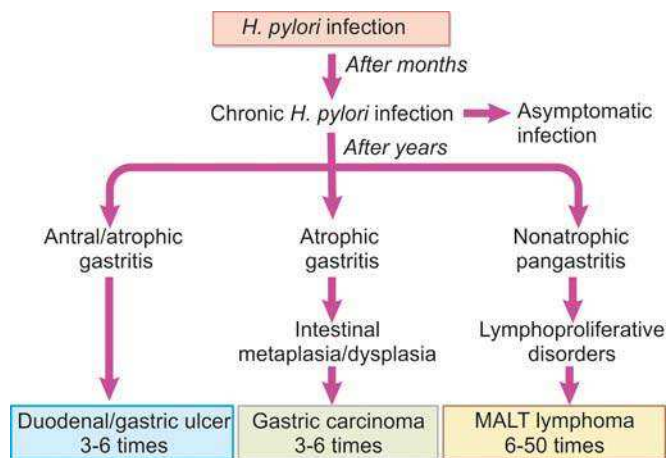 H. pylori infection
After months
Chronic H. pylori infection
Asymptomatic
infection
After years
Antral/atrophic
gastritis
Atrophic
gastritis
Nonatrophic
pangastritis
Intestinal
metaplasia/dysplasia
Lymphoproliferative
disorders
Duodenal/gastric ulcer
3-6 times
Gastric carcinoma
3-6 times
MALT lymphoma
6-50 times